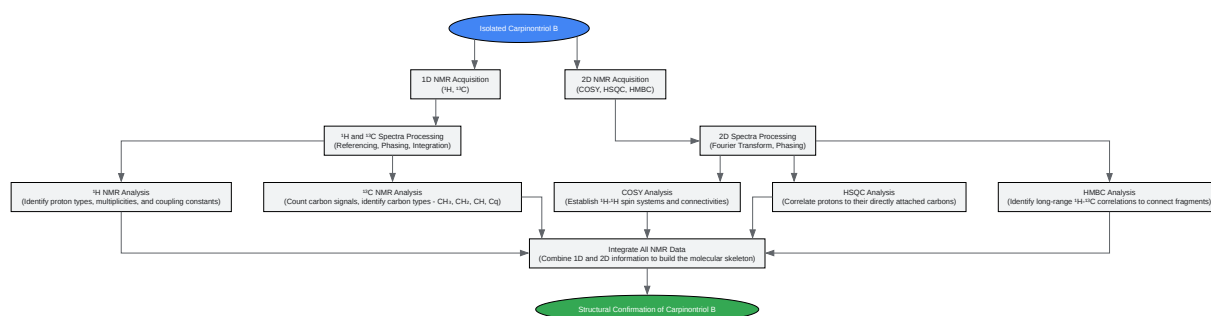 Isolated Carpinontriol B
1D NMR Acquisition
(¹H, ¹³C)
2D NMR Acquisition
(COSY, HSQC, HMBC)
¹H and ¹³C Spectra Processing
(Referencing, Phasing, Integration)
2D Spectra Processing
(Fourier Transform, Phasing)
¹H NMR Analysis
(Identify proton types, multiplicities, and coupling constants)
¹³C NMR Analysis
(Count carbon signals, identify carbon types - CH₃, CH₂, CH, Cq)
COSY Analysis
(Establish ¹H-¹H spin systems and connectivities)
HSQC Analysis
(Correlate protons to their directly attached carbons)
HMBC Analysis
(Identify long-range ¹H-¹³C correlations to connect fragments)
Integrate All NMR Data
(Combine 1D and 2D information to build the molecular skeleton)
Structural Confirmation of Carpinontriol B